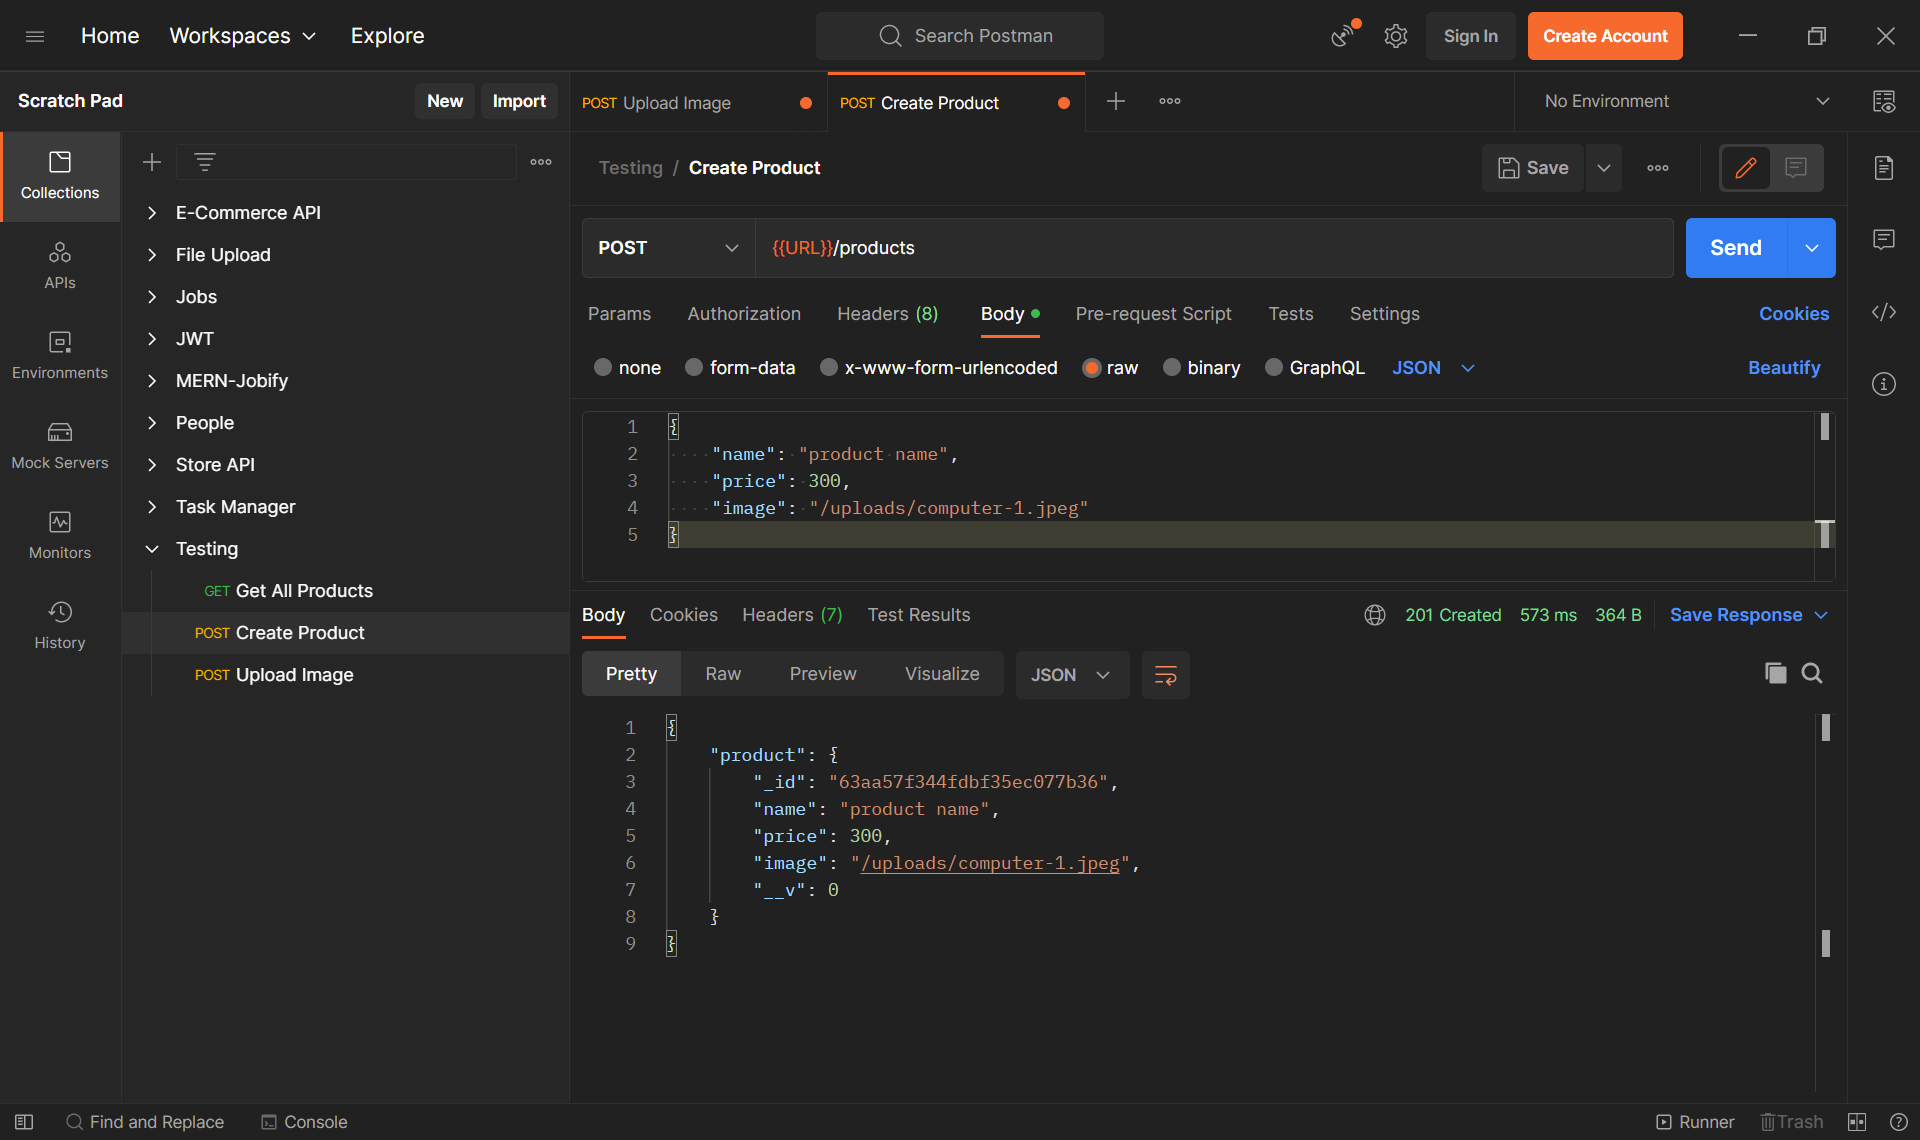 Home Workspaces Explore Search Postman Sign In Create Account
Scratch Pad New Import POST Upload Image POST Create Product No Environment
Collections
APIs
Environments
Mock Servers
Monitors
History
E-Commerce API
File Upload
Jobs
JWT
MERN-Jobify
People
Store API
Task Manager
Testing
GET Get All Products
POST Create Product
POST Upload Image
Testing / Create Product Save
POST {{URL}}/products Send
Params Authorization Headers (8) Body Pre-request Script Tests Settings Cookies
none form-data x-www-form-urlencoded raw binary GraphQL JSON Beautify
1 {
2 "name": "product name",
3 "price": 300,
4 "image": "/uploads/computer-1.jpeg"
5 }
Body Cookies Headers (7) Test Results 201 Created 573 ms 364 B Save Response
Pretty Raw Preview Visualize JSON
1 {
2 "product": {
3 "_id": "63aa57f344fdbf35ec077b36",
4 "name": "product name",
5 "price": 300,
6 "image": "/uploads/computer-1.jpeg",
7 "__v": 0
8 }
9 }
Find and Replace Console Runner Trash